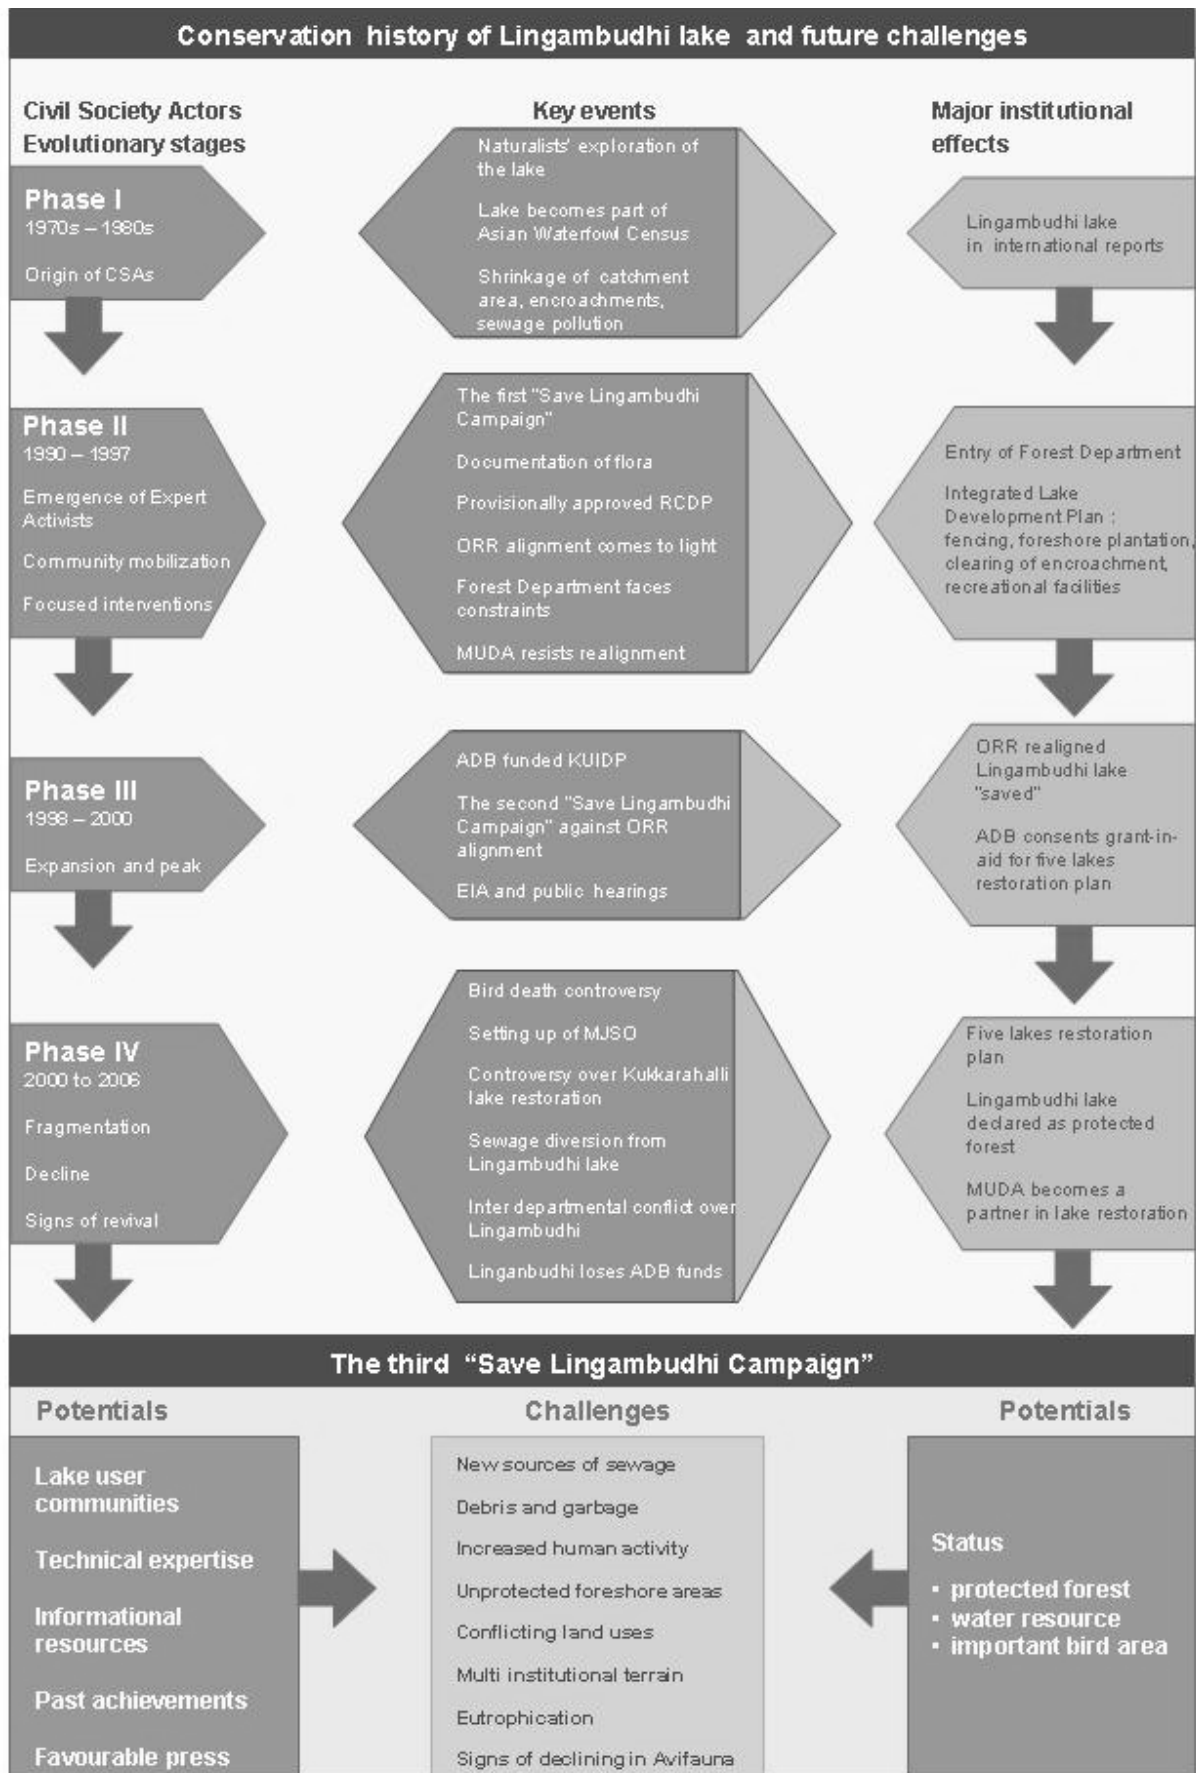 Conservation history of Lingambudhi lake and future challenges
Civil Society Actors
Evolutionary stages
Key events
Major institutional
effects
Phase I
1970s – 1980s
Origin of CSAs
Naturalists' exploration of
the lake
Lake becomes part of
Asian Waterfowl Census
Shrinkage of catchment
area, encroachments,
sewage pollution
Lingambudhi lake
in international reports
Phase II
1990 – 1997
Emergence of Expert
Activists
Community mobilization
Focused interventions
The first "Save Lingambudhi
Campaign"
Documentation of flora
Provisionally approved RCDP
ORR alignment comes to light
Forest Department faces
constraints
MUDA resists realignment
Entry of Forest Department
Integrated Lake
Development Plan :
fencing, foreshore plantation,
clearing of encroachment,
recreational facilities
Phase III
1998 – 2000
Expansion and peak
ADB funded KUIDP
The second "Save Lingambudhi
Campaign" against ORR
alignment
EIA and public hearings
ORR realigned
Lingambudhi lake
"saved"
ADB consents grant-in-
aid for five lakes
restoration plan
Phase IV
2000 to 2006
Fragmentation
Decline
Signs of revival
Bird death controversy
Setting up of MJSO
Controversy over Kukkarahalli
lake restoration
Sewage diversion from
Lingambudhi lake
Inter departmental conflict over
Lingambudhi
Linganbudhi loses ADB funds
Five lakes restoration
plan
Lingambudhi lake
declared as protected
forest
MUDA becomes a
partner in lake restoration
The third “Save Lingambudhi Campaign”
Potentials
Challenges
Potentials
Lake user
communities
Technical expertise
Informational
resources
Past achievements
Favourable press
New sources of sewage
Debris and garbage
Increased human activity
Unprotected foreshore areas
Conflicting land uses
Multi institutional terrain
Eutrophication
Signs of declining in Avifauna
Status
▪ protected forest
▪ water resource
▪ important bird area